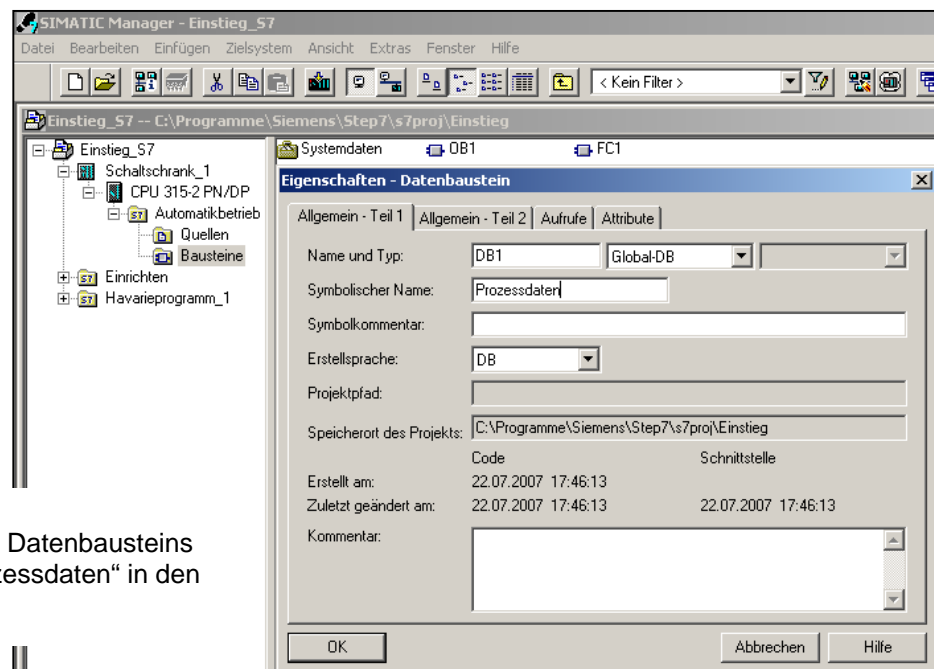 SIMATIC Manager - Einstieg_S7
Datei Bearbeiten Einfügen Zielsystem Ansicht Extras Fenster Hilfe
< Kein Filter >
Einstieg_S7 -- C:\Programme\Siemens\Step7\s7proj\Einstieg
Einstieg_S7
Schaltschrank_1
CPU 315-2 PN/DP
Automatikbetrieb
Quellen
Bausteine
Einrichten
Havarieprogramm_1
Systemdaten OB1 FC1
Eigenschaften - Datenbaustein
Allgemein - Teil 1 Allgemein - Teil 2 Aufrufe Attribute
Name und Typ: DB1 Global-DB
Symbolischer Name: Prozessdaten
Symbolkommentar:
Erstellsprache: DB
Projektpfad:
Speicherort des Projekts: C:\Programme\Siemens\Step7\s7proj\Einstieg
Code Schnittstelle
Erstellt am: 22.07.2007 17:46:13
Zuletzt geändert am: 22.07.2007 17:46:13 22.07.2007 17:46:13
Kommentar:
OK Abbrechen Hilfe
Datenbausteins
zessdaten“ in den